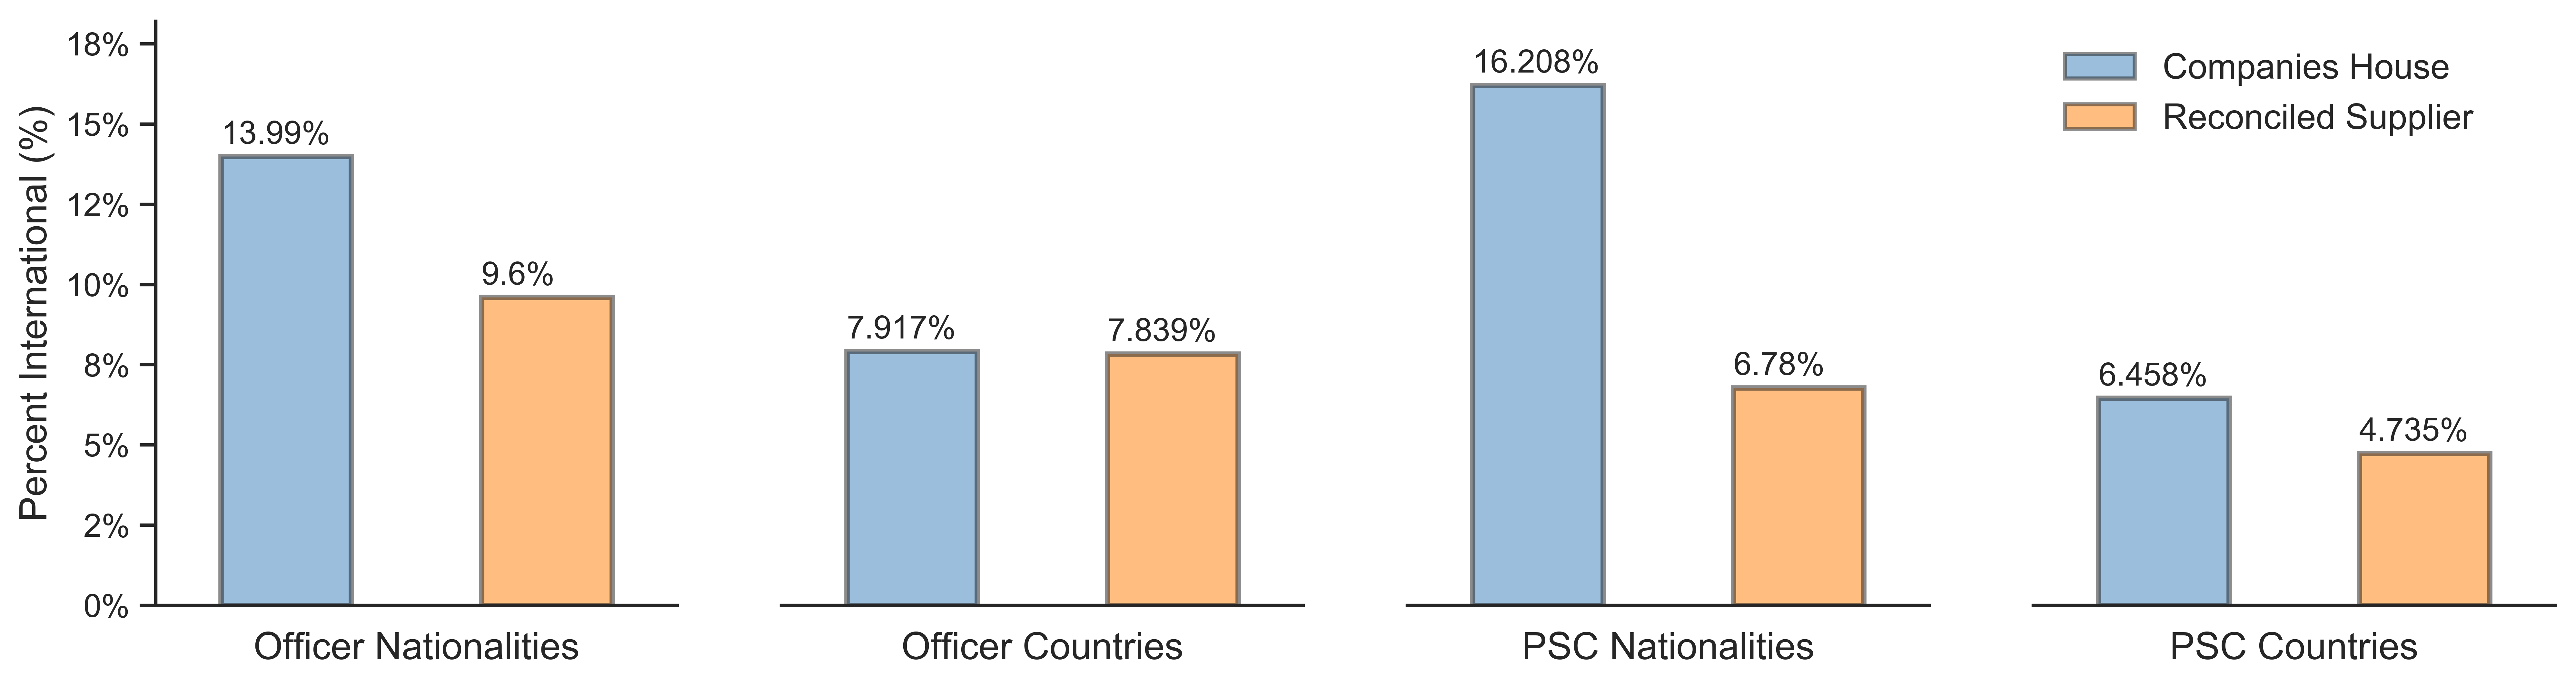 Percent International (%)
18%
15%
12%
10%
8%
5%
2%
0%
13.99%
9.6%
Officer Nationalities
7.917%
7.839%
Officer Countries
16.208%
6.78%
PSC Nationalities
6.458%
4.735%
PSC Countries
Companies House
Reconciled Supplier